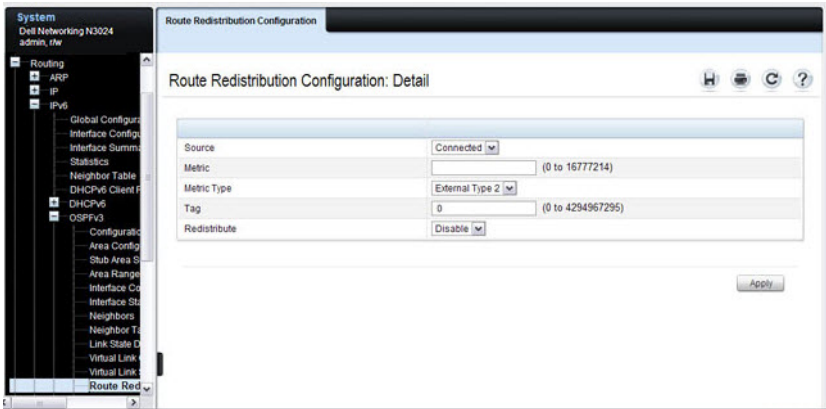 System
Dell Networking N3024
admin, r/w
Route Redistribution Configuration
Routing
ARP
IP
IPv6
Global Configura
Interface Configu
Interface Summa
Statistics
Neighbor Table
DHCPv6 Client P
DHCPv6
OSPFv3
Configuratio
Area Config
Stub Area S
Area Range
Interface Co
Interface Sta
Neighbors
Neighbor Ta
Link State D
Virtual Link
Virtual Link
Route Red
Route Redistribution Configuration: Detail
?
Source Connected
Metric (0 to 16777214)
Metric Type External Type 2
Tag 0 (0 to 4294967295)
Redistribute Disable
Apply